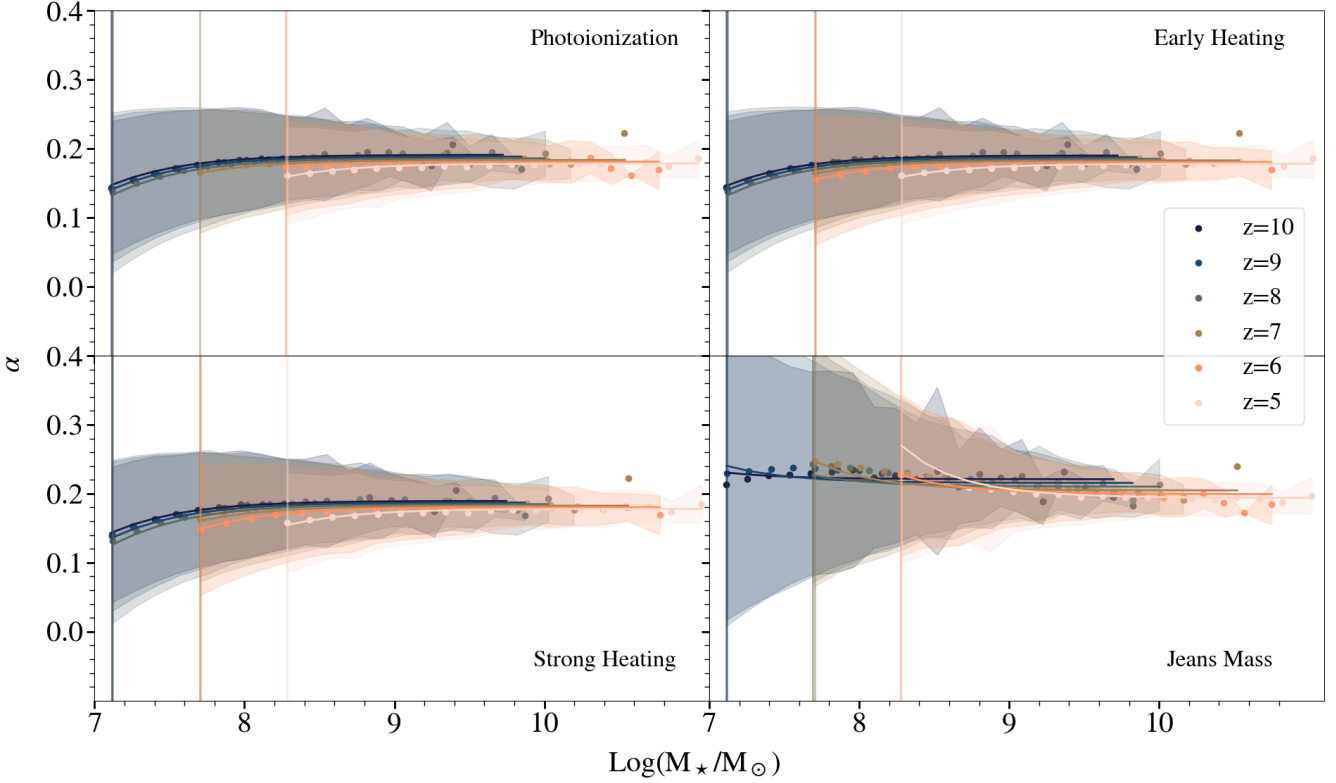 0.4
Photoionization
Early Heating
0.3
0.2
0.1
0.0
z=10
z=9
z=8
z=7
z=6
z=5
α
0.4
0.3
0.2
0.1
0.0
Strong Heating
Jeans Mass
7 8 9 10 7 8 9 10
Log(M⋆/M⊙)